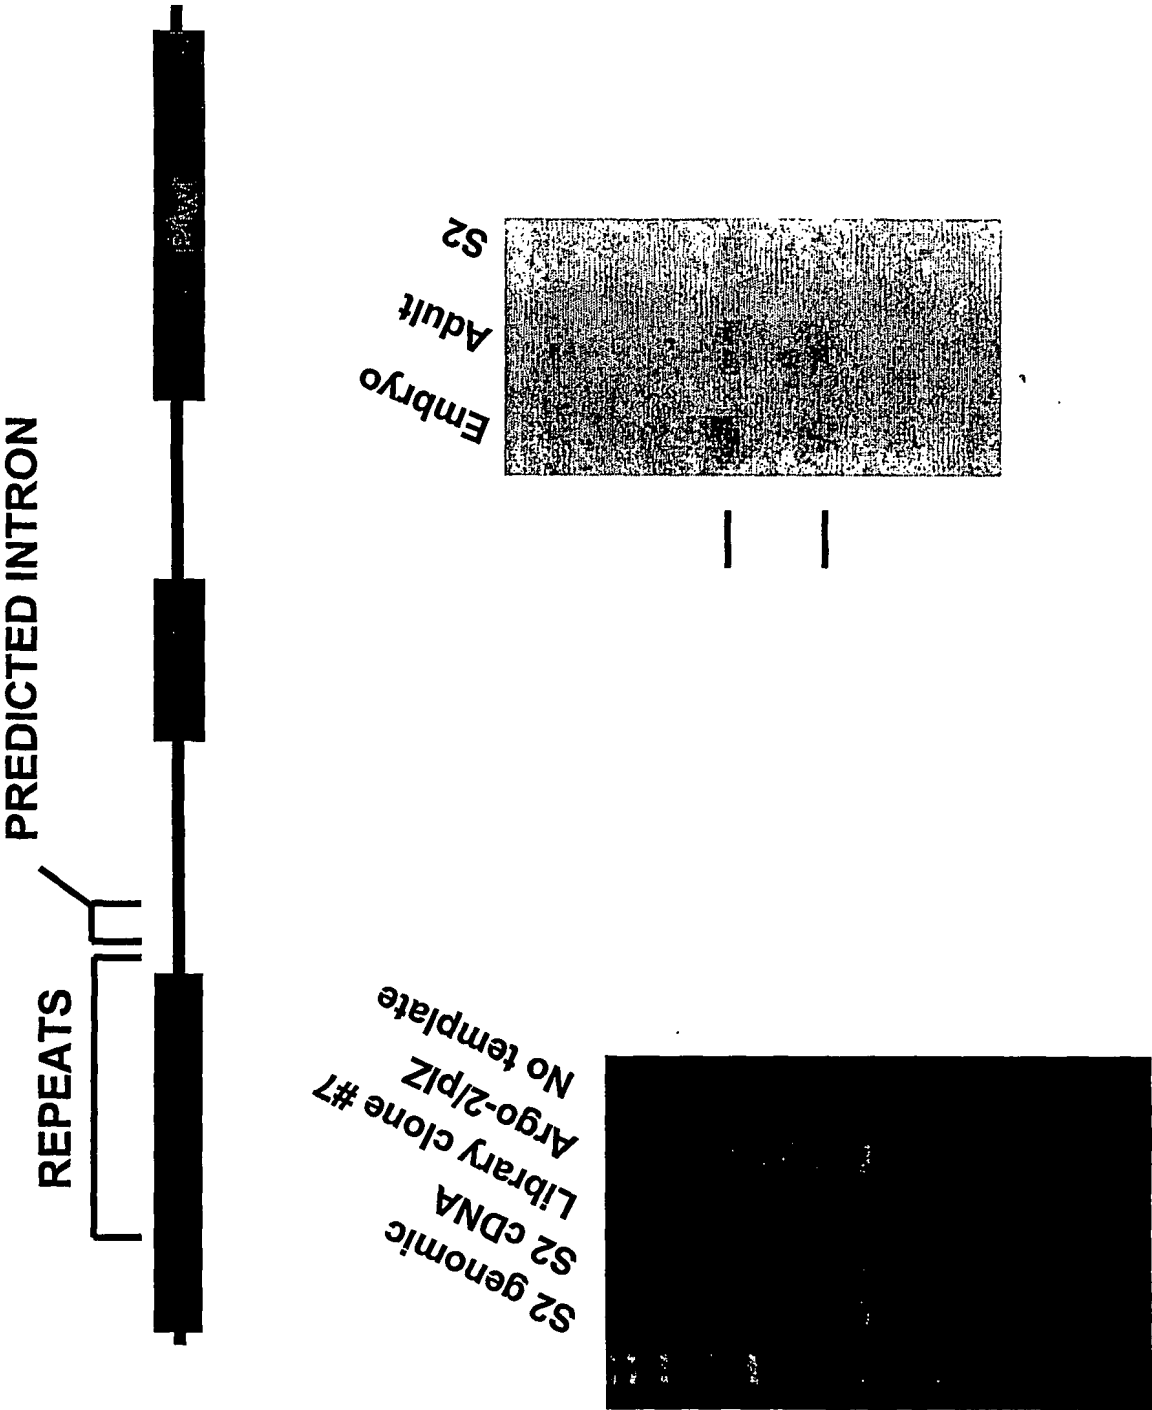 REPEATS
PREDICTED INTRON
S2 genomic
S2 cDNA
Library clone #7
Argo-2/pIZ
No template
Embryo
Adult
S2